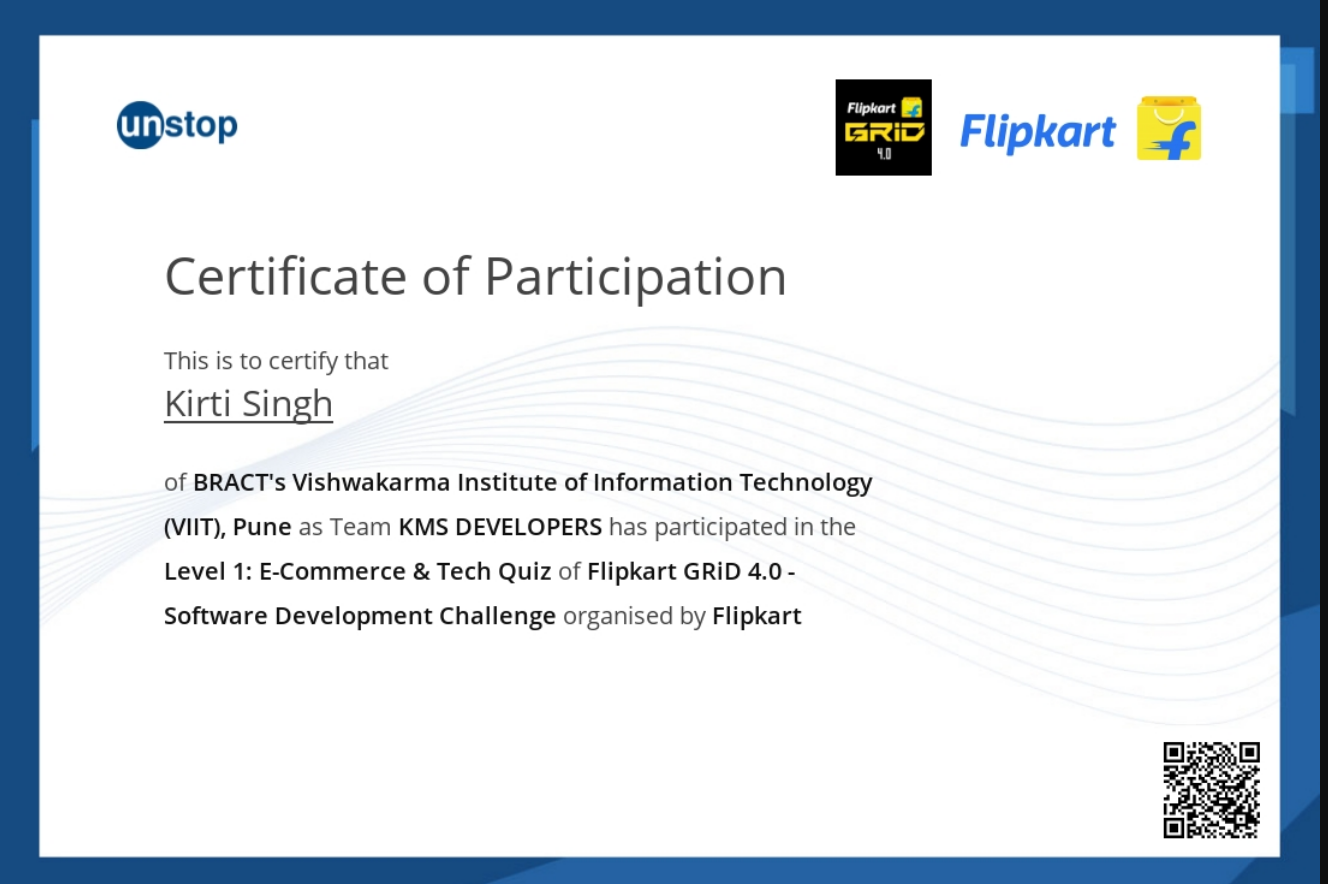 unstop
Flipkart
GRiD
4.0
Flipkart
Certificate of Participation
This is to certify that
Kirti Singh
of BRACT's Vishwakarma Institute of Information Technology
(VIIT), Pune as Team KMS DEVELOPERS has participated in the
Level 1: E-Commerce & Tech Quiz of Flipkart GRiD 4.0 -
Software Development Challenge organised by Flipkart